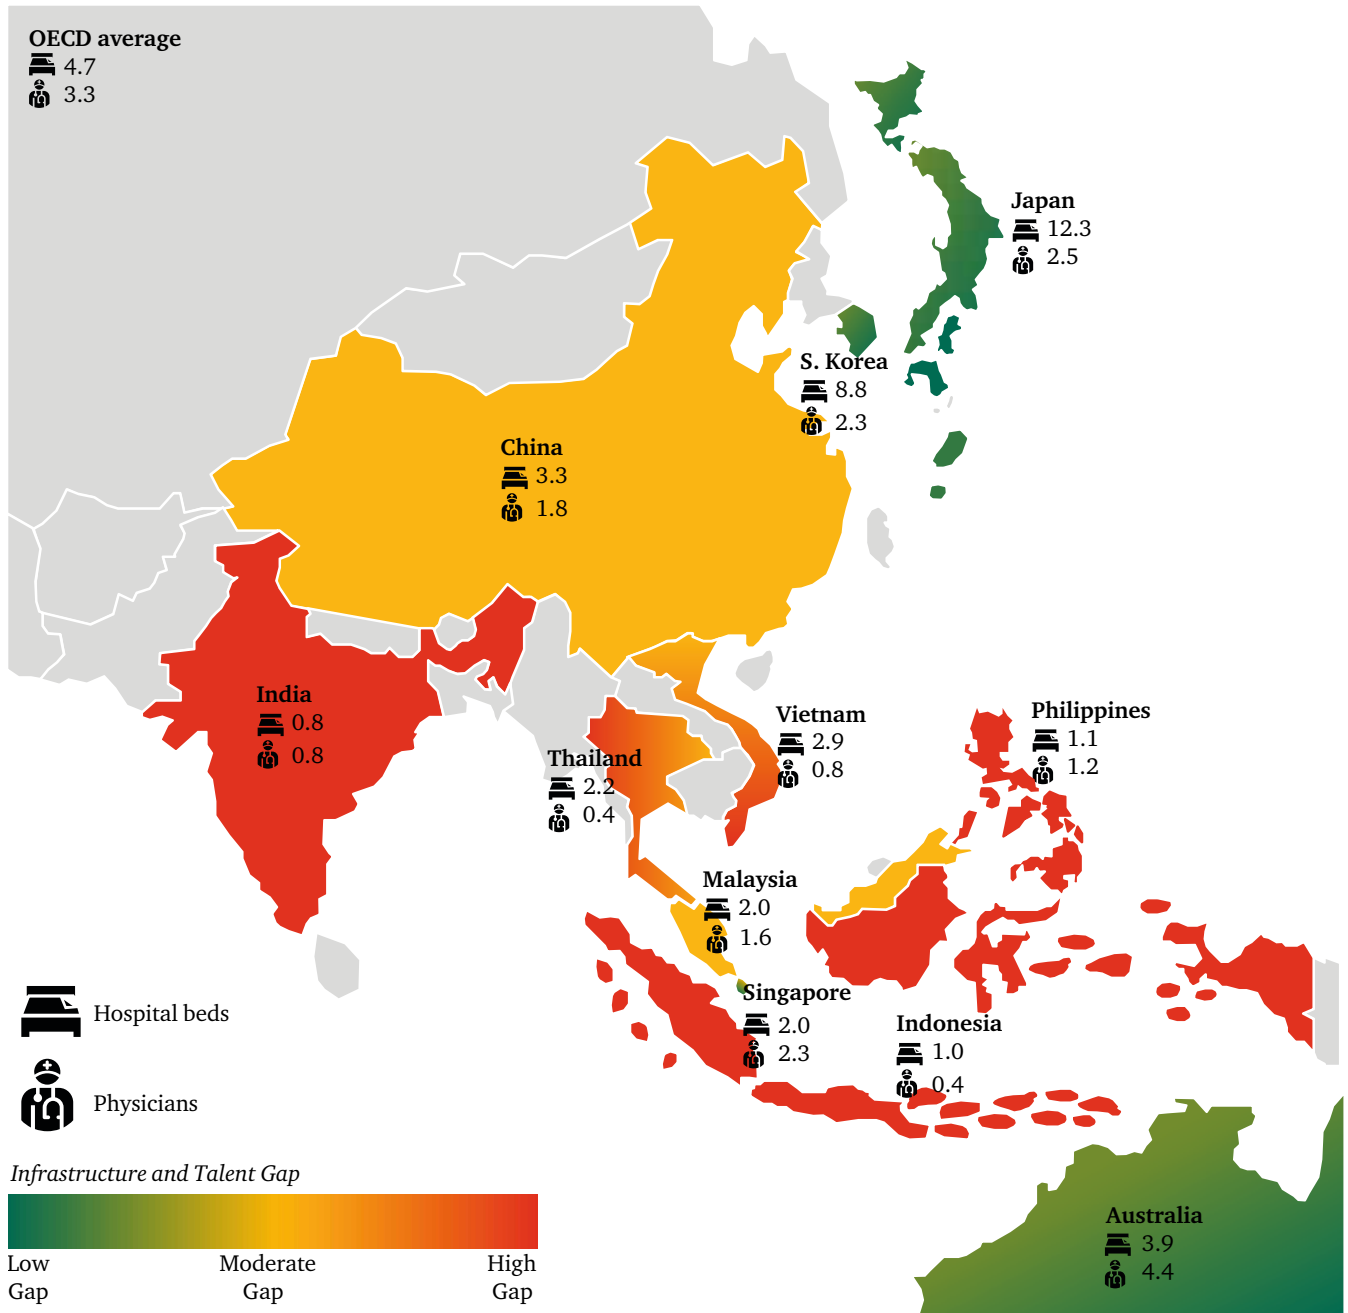 OECD average
4.7
3.3
Japan
12.3
2.5
S. Korea
8.8
2.3
China
3.3
1.8
India
0.8
0.8
Thailand
2.2
0.4
Vietnam
2.9
0.8
Philippines
1.1
1.2
Malaysia
2.0
1.6
Singapore
2.0
2.3
Indonesia
1.0
0.4
Australia
3.9
4.4
Hospital beds
Physicians
Infrastructure and Talent Gap
Low Gap
Moderate Gap
High Gap